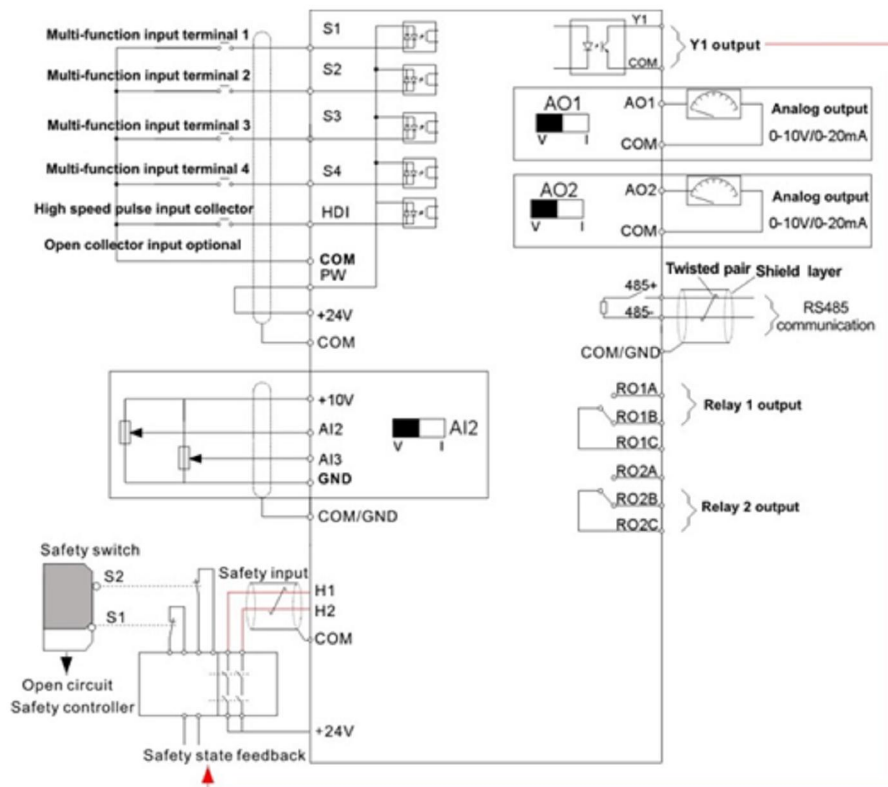 Multi-function input terminal 1
S1
Multi-function input terminal 2
S2
Multi-function input terminal 3
S3
Multi-function input terminal 4
S4
High speed pulse input collector
HDI
Open collector input optional
COM
PW
+24V
COM
Y1
COM
Y1 output
AO1
V I
AO1
COM
Analog output
0-10V/0-20mA
AO2
V I
AO2
COM
Analog output
0-10V/0-20mA
Twisted pair
Shield layer
485+
485-
RS485
communication
COM/GND
+10V
AI2
AI3
GND
AI2
V I
COM/GND
RO1A
RO1B
RO1C
Relay 1 output
RO2A
RO2B
RO2C
Relay 2 output
Safety switch
S2
S1
Safety input
H1
H2
COM
Open circuit
Safety controller
+24V
Safety state feedback